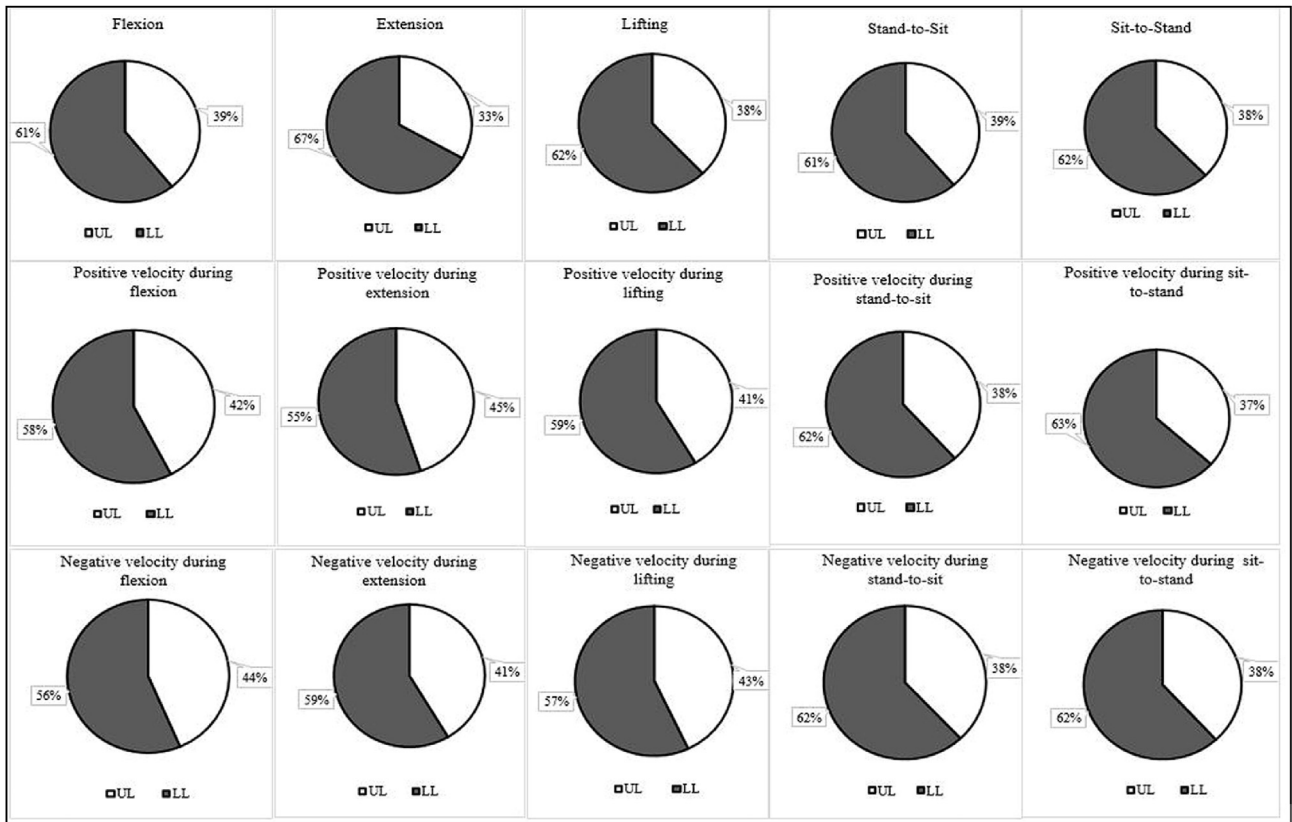 Flexion
39%
61%
UL LL
Extension
33%
67%
UL LL
Lifting
38%
62%
UL LL
Stand-to-Sit
39%
61%
UL LL
Sit-to-Stand
38%
62%
UL LL
Positive velocity during
flexion
42%
58%
UL LL
Positive velocity during
extension
45%
55%
UL LL
Positive velocity during
lifting
41%
59%
UL LL
Positive velocity during
stand-to-sit
38%
62%
UL LL
Positive velocity during sit-
to-stand
37%
63%
UL LL
Negative velocity during
flexion
44%
56%
UL LL
Negative velocity during
extension
41%
59%
UL LL
Negative velocity during
lifting
43%
57%
UL LL
Negative velocity during
stand-to-sit
38%
62%
UL LL
Negative velocity during sit-
to-stand
38%
62%
UL LL